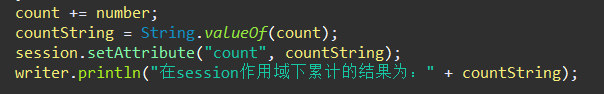 count += number;
countString = String.valueOf(count);
session.setAttribute("count", countString);
writer.println("在session作用域下累计的结果为：" + countString);